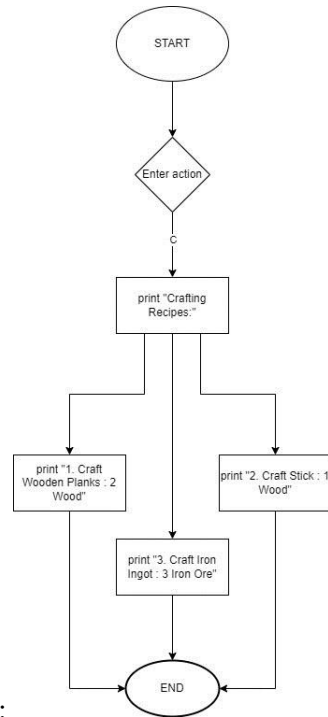 START
Enter action
C
print "Crafting
Recipes:"
print "1. Craft
Wooden Planks : 2
Wood"
print "2. Craft Stick : 1
Wood"
print "3. Craft Iron
Ingot : 3 Iron Ore"
END
: